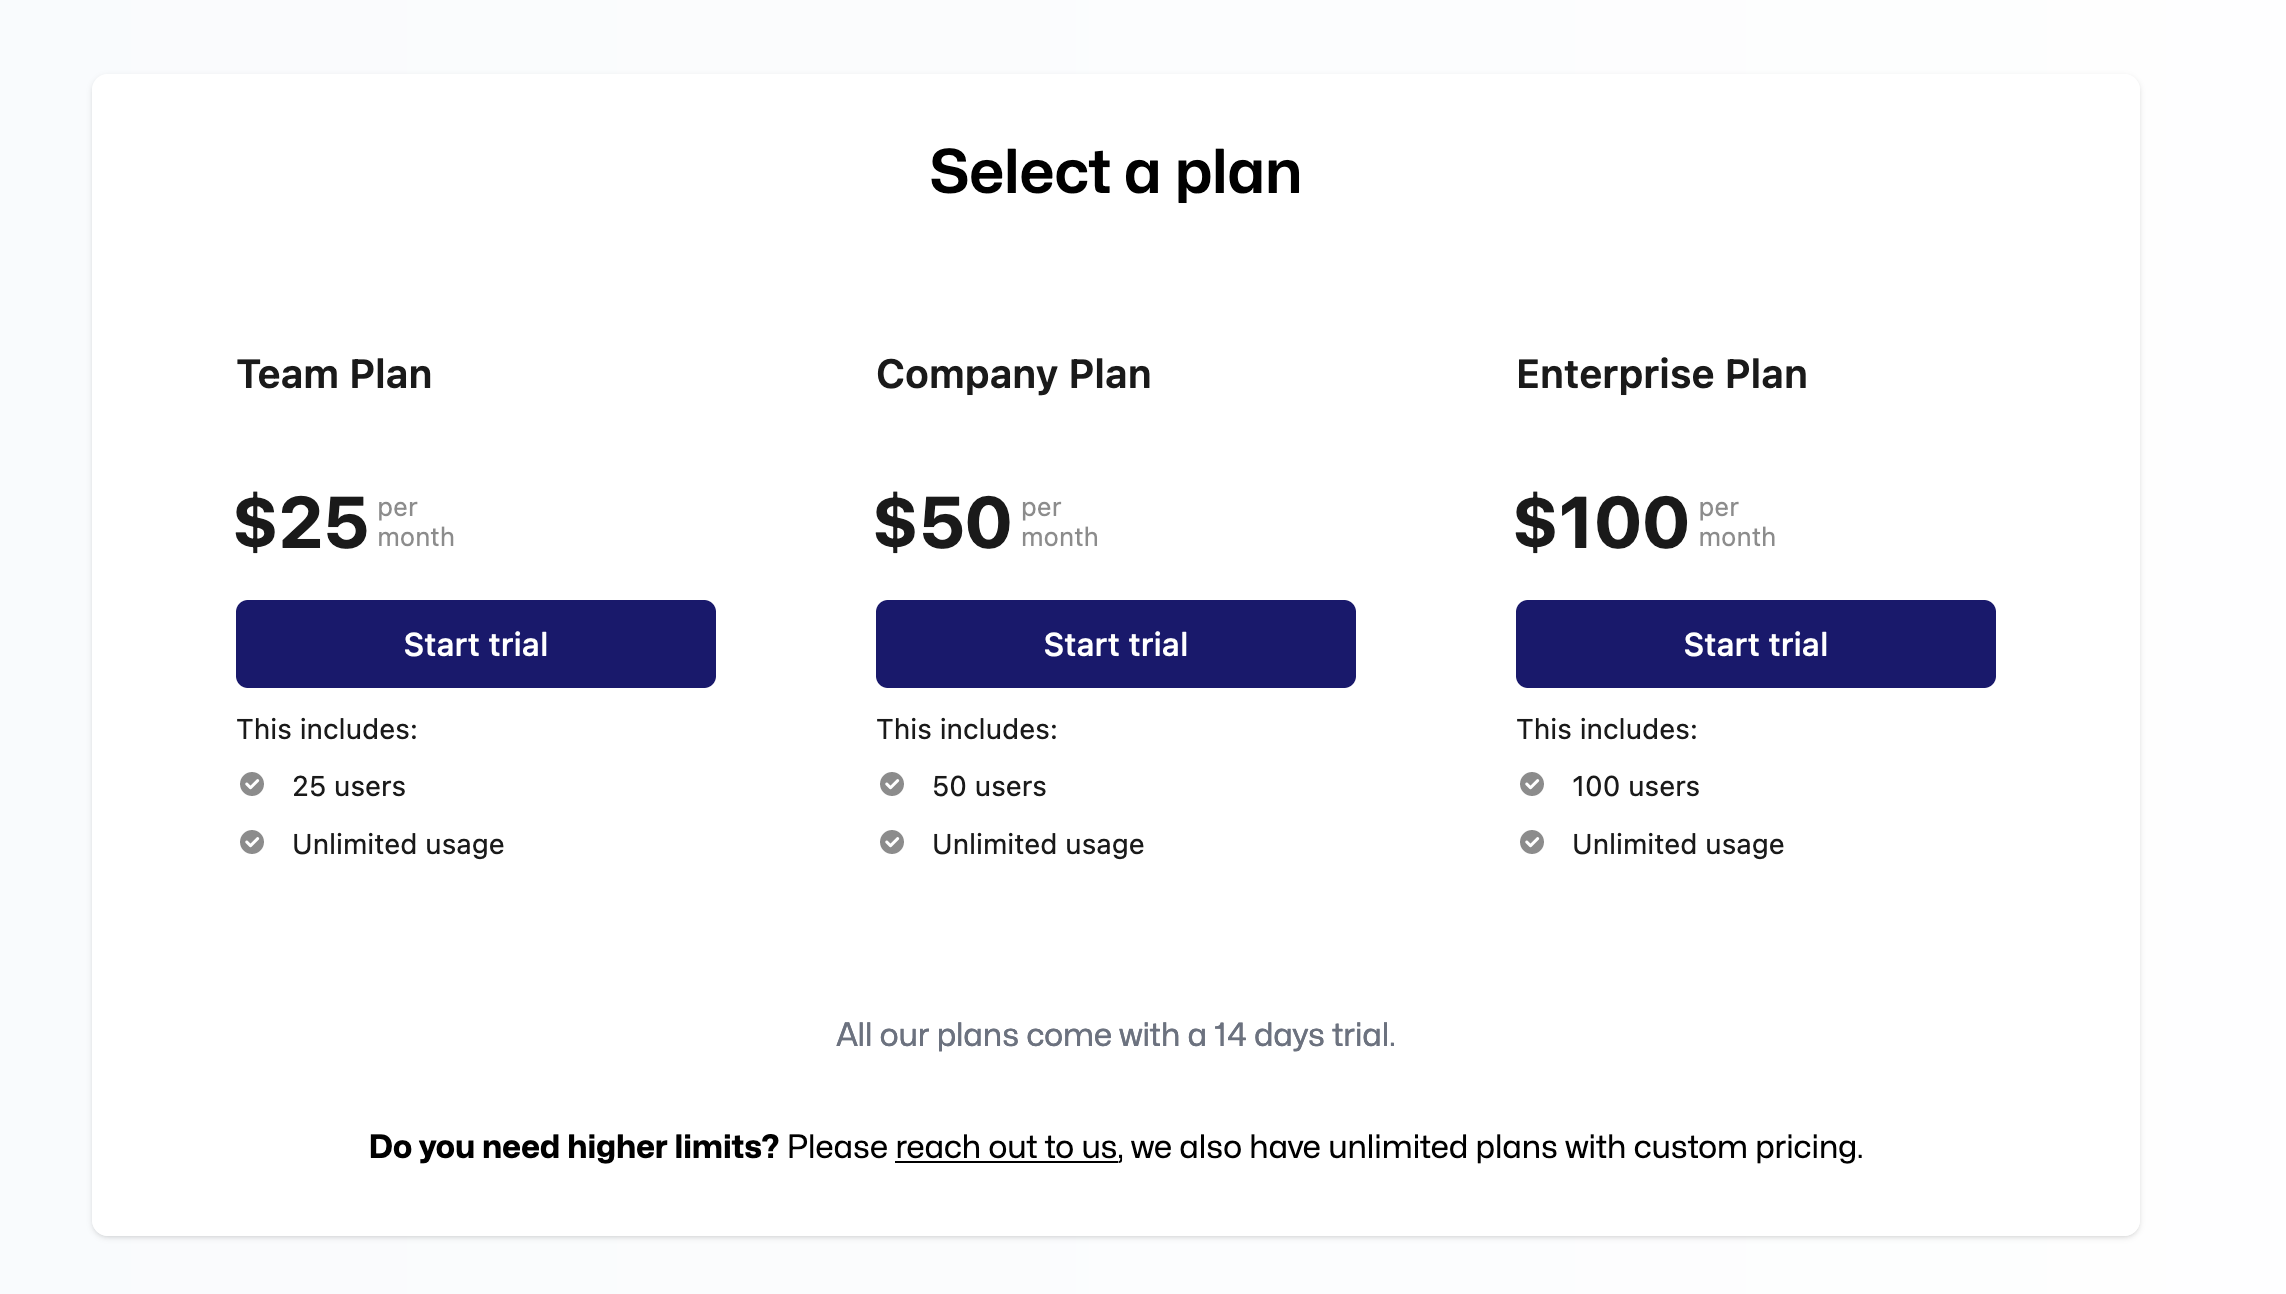 Select a plan
Team Plan
$25 per
month
Start trial
This includes:
25 users
Unlimited usage
Company Plan
$50 per
month
Start trial
This includes:
50 users
Unlimited usage
Enterprise Plan
$100 per
month
Start trial
This includes:
100 users
Unlimited usage
All our plans come with a 14 days trial.
Do you need higher limits? Please reach out to us, we also have unlimited plans with custom pricing.